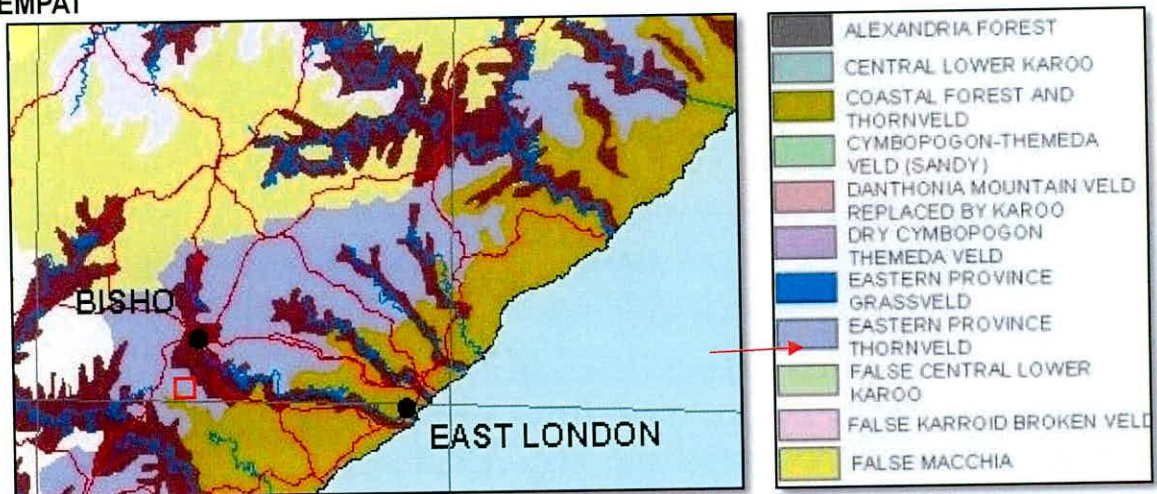 EMPAT
BISHO
EAST LONDON
ALEXANDRIA FOREST
CENTRAL LOWER KAROO
COASTAL FOREST AND
THORNVELD
CYMBOPOGON-THEMEDA
VELD (SANDY)
DANTHONIA MOUNTAIN VELD
REPLACED BY KAROO
DRY CYMBOPOGON
THEMEDA VELD
EASTERN PROVINCE
GRASSVELD
EASTERN PROVINCE
THORNVELD
FALSE CENTRAL LOWER
KAROO
FALSE KARROID BROKEN VELD
FALSE MACCHIA